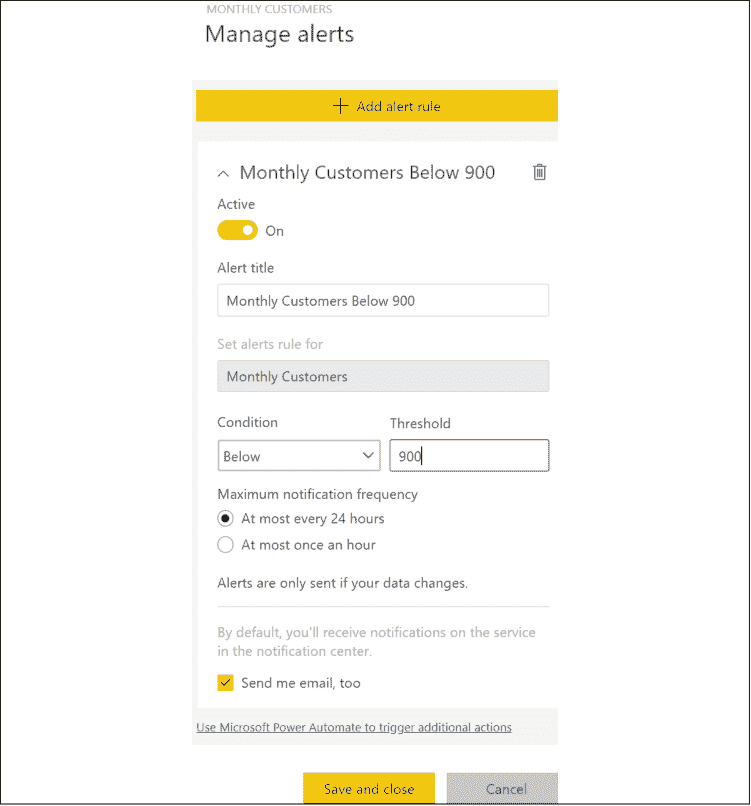 MONTHLY CUSTOMERS
Manage alerts
Add alert rule
Monthly Customers Below 900
Active
On
Alert title
Monthly Customers Below 900
Set alerts rule for
Monthly Customers
Condition
Threshold
Below
900
Maximum notification frequency
At most every 24 hours
At most once an hour
Alerts are only sent if your data changes.
By default, you'll receive notifications on the service
in the notification center.
Send me email, too
Use Microsoft Power Automate to trigger additional actions
Save and close
Cancel